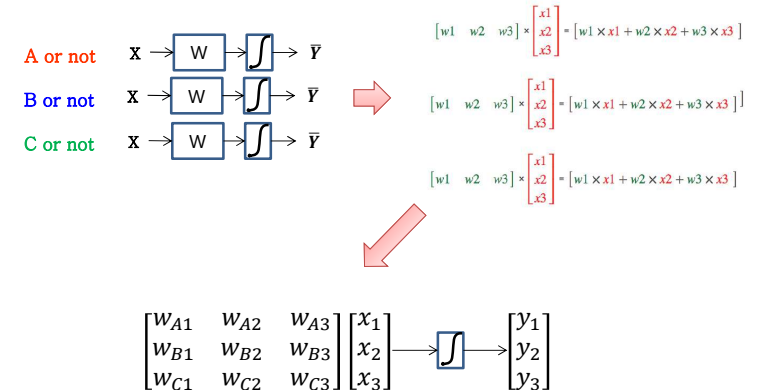 A or not X W ∫ Ȳ
B or not X W ∫ Ȳ
C or not X W ∫ Ȳ
[w1 w2 w3] × [x1 x2 x3] = [w1 × x1 + w2 × x2 + w3 × x3 ]
[w1 w2 w3] × [x1 x2 x3] = [w1 × x1 + w2 × x2 + w3 × x3 ]]
[w1 w2 w3] × [x1 x2 x3] = [w1 × x1 + w2 × x2 + w3 × x3 ]
[w_A1 w_A2 w_A3] [x_1] [y_1]
[w_B1 w_B2 w_B3] [x_2] ∫ [y_2]
[w_C1 w_C2 w_C3] [x_3] [y_3]